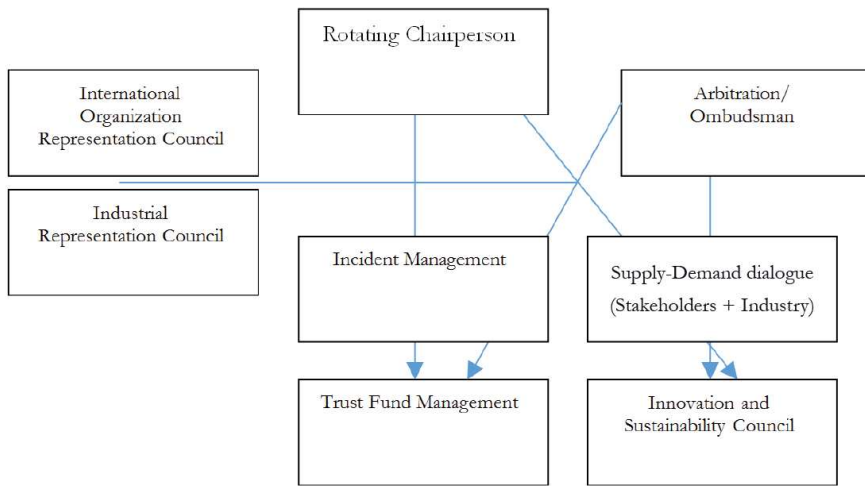 Rotating Chairperson
International
Organization
Representation Council
Arbitration/
Ombudsman
Industrial
Representation Council
Incident Management
Supply-Demand dialogue
(Stakeholders + Industry)
Trust Fund Management
Innovation and
Sustainability Council